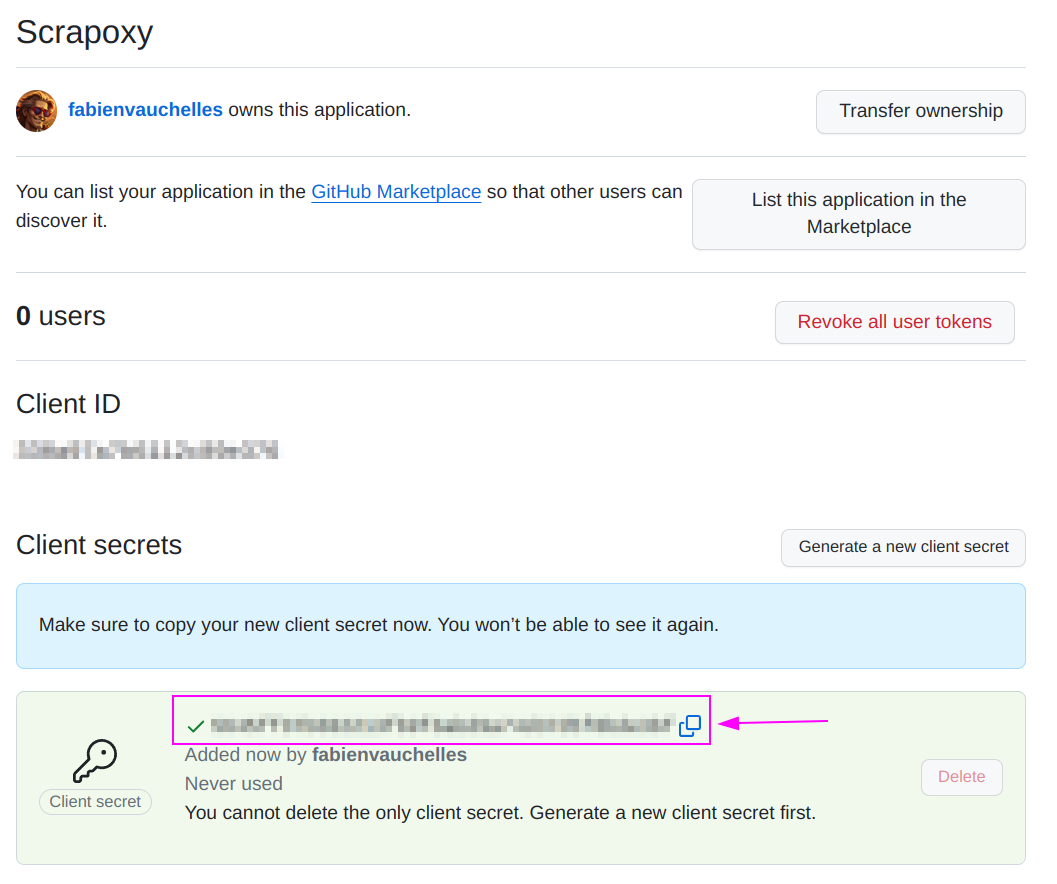 Scrapoxy
fabienvauchelles owns this application.
Transfer ownership
You can list your application in the GitHub Marketplace so that other users can
discover it.
List this application in the
Marketplace
0 users
Revoke all user tokens
Client ID
Client secrets
Generate a new client secret
Make sure to copy your new client secret now. You won’t be able to see it again.
Added now by fabienvauchelles
Never used
You cannot delete the only client secret. Generate a new client secret first.
Client secret
Delete